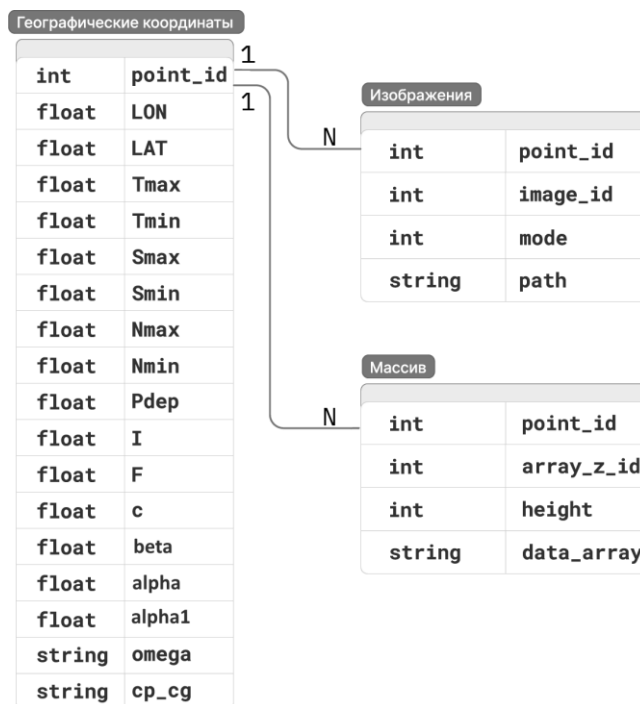 Географические координаты
1
int point_id
1
float LON
float LAT
float Tmax
float Tmin
float Smax
float Smin
float Nmax
float Nmin
float Pdep
float I
float F
float c
float beta
float alpha
float alpha1
string omega
string cp_cg
Изображения
N
int point_id
int image_id
int mode
string path
Массив
N
int point_id
int array_z_id
int height
string data_array